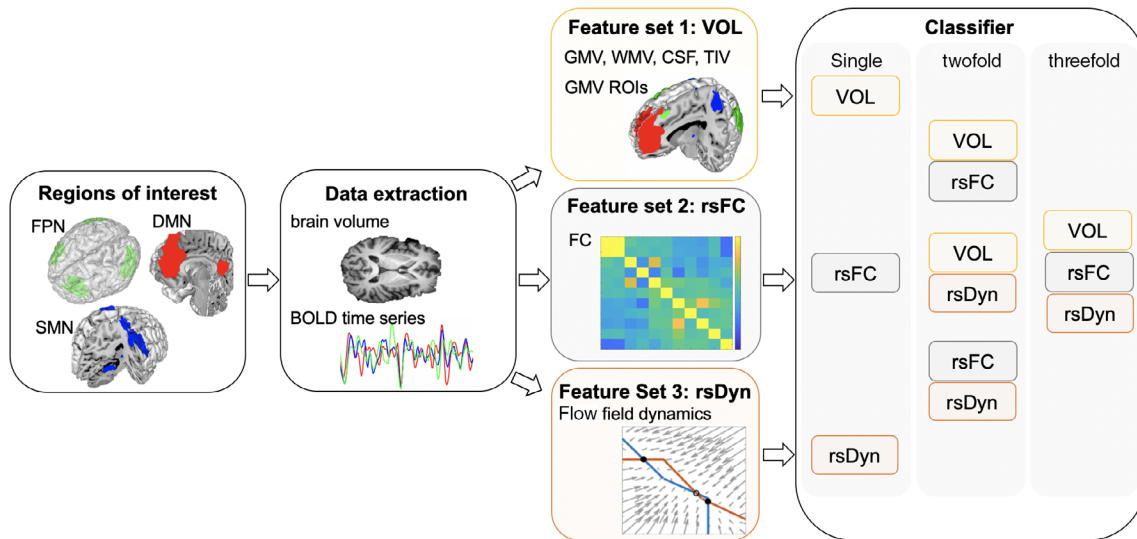 Regions of interest
FPN
DMN
SMN
Data extraction
brain volume
BOLD time series
Feature set 1: VOL
GMV, WMV, CSF, TIV
GMV ROIs
Feature set 2: rsFC
FC
Feature Set 3: rsDyn
Flow field dynamics
Classifier
Single
VOL
rsFC
rsDyn
twofold
VOL
rsFC
VOL
rsDyn
rsFC
rsDyn
threefold
VOL
rsFC
rsDyn